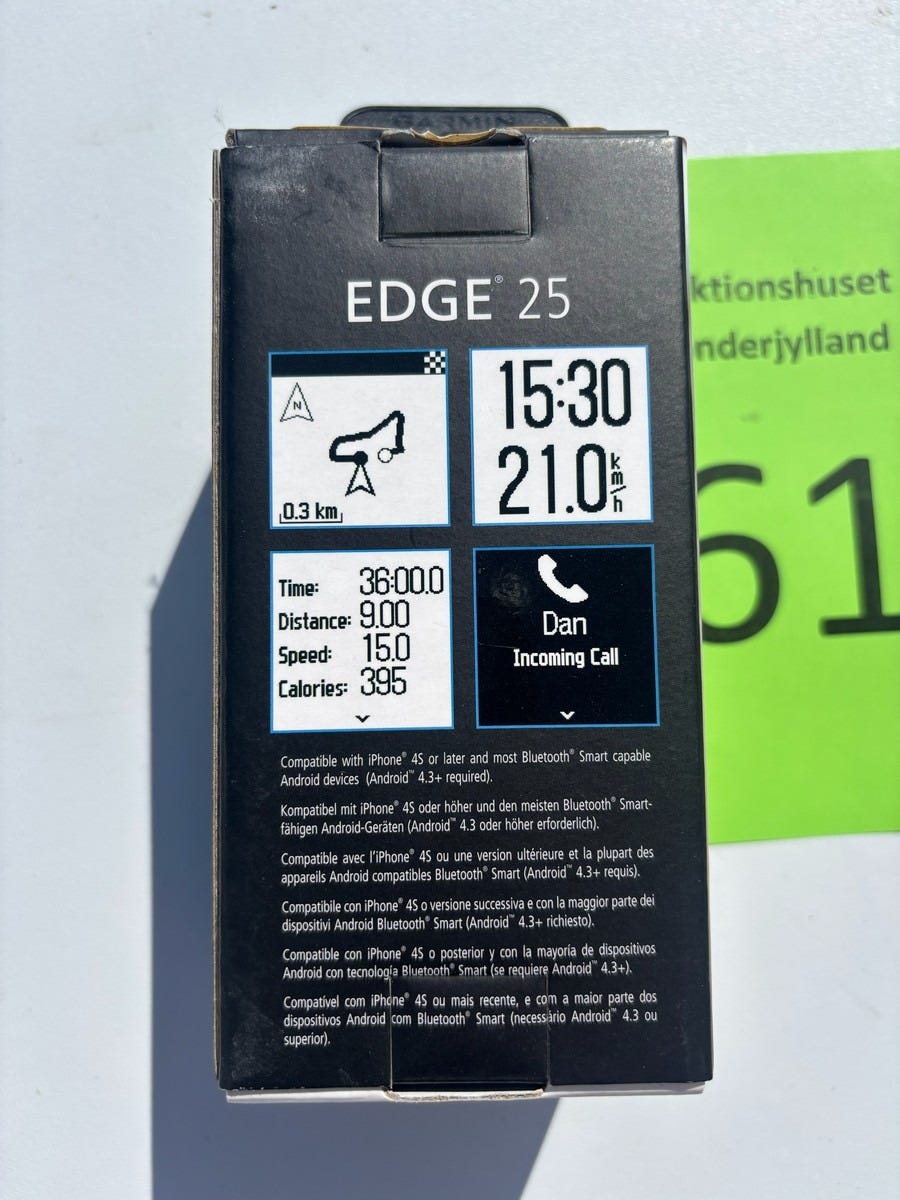 GARMIN
EDGE® 25
N
0.3 km
15:30
21.0 km/h
Time: 36:00.0
Distance: 9.00
Speed: 15.0
Calories: 395
Dan
Incoming Call
Compatible with iPhone® 4S or later and most Bluetooth® Smart capable
Android devices (Android™ 4.3+ required).
Kompatibel mit iPhone® 4S oder höher und den meisten Bluetooth® Smart-
fähigen Android-Geräten (Android™ 4.3 oder höher erforderlich).
Compatible avec l'iPhone® 4S ou une version ultérieure et la plupart des
appareils Android compatibles Bluetooth® Smart (Android™ 4.3+ requis).
Compatibile con iPhone® 4S o versione successiva e con la maggior parte dei
dispositivi Android Bluetooth® Smart (Android™ 4.3+ richiesto).
Compatible con iPhone® 4S o posterior y con la mayoría de dispositivos
Android con tecnología Bluetooth® Smart (se requiere Android™ 4.3+).
Compatível com iPhone® 4S ou mais recente, e com a maior parte dos
dispositivos Android com Bluetooth® Smart (necessário Android™ 4.3 ou
superior).
ktionshuset
nderjylland
61